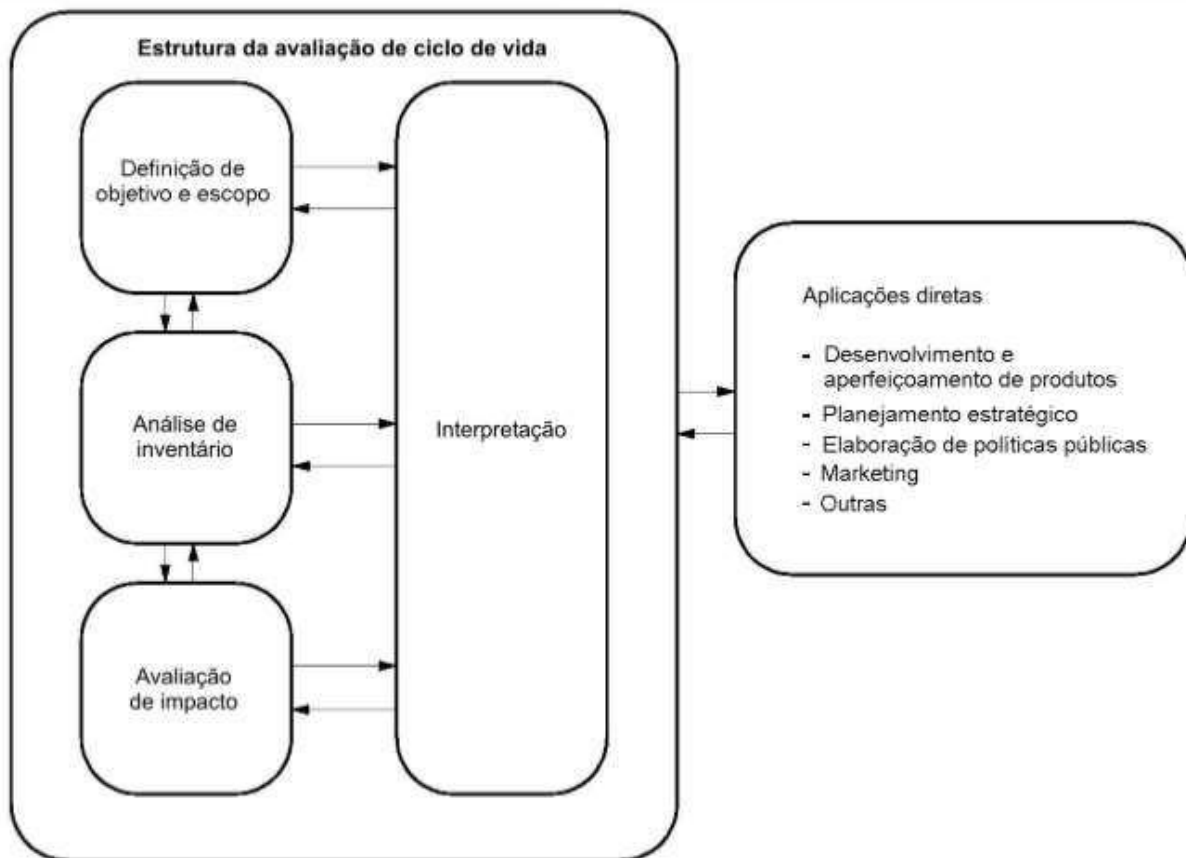 Estrutura da avaliação de ciclo de vida
Definição de
objetivo e escopo
Análise de
inventário
Avaliação
de impacto
Interpretação
Aplicações diretas
- Desenvolvimento e
aperfeiçoamento de produtos
- Planejamento estratégico
- Elaboração de políticas públicas
- Marketing
- Outras